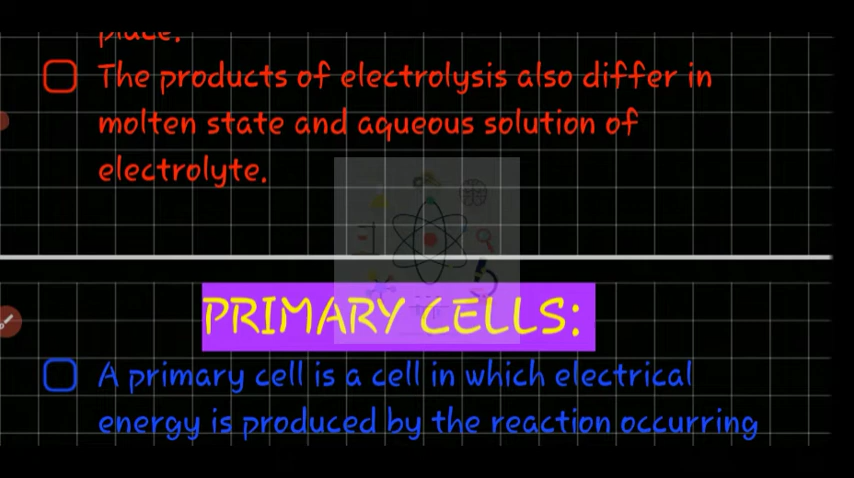 place.
The products of electrolysis also differ in
molten state and aqueous solution of
electrolyte.
PRIMARY CELLS:
A primary cell is a cell in which electrical
energy is produced by the reaction occurring